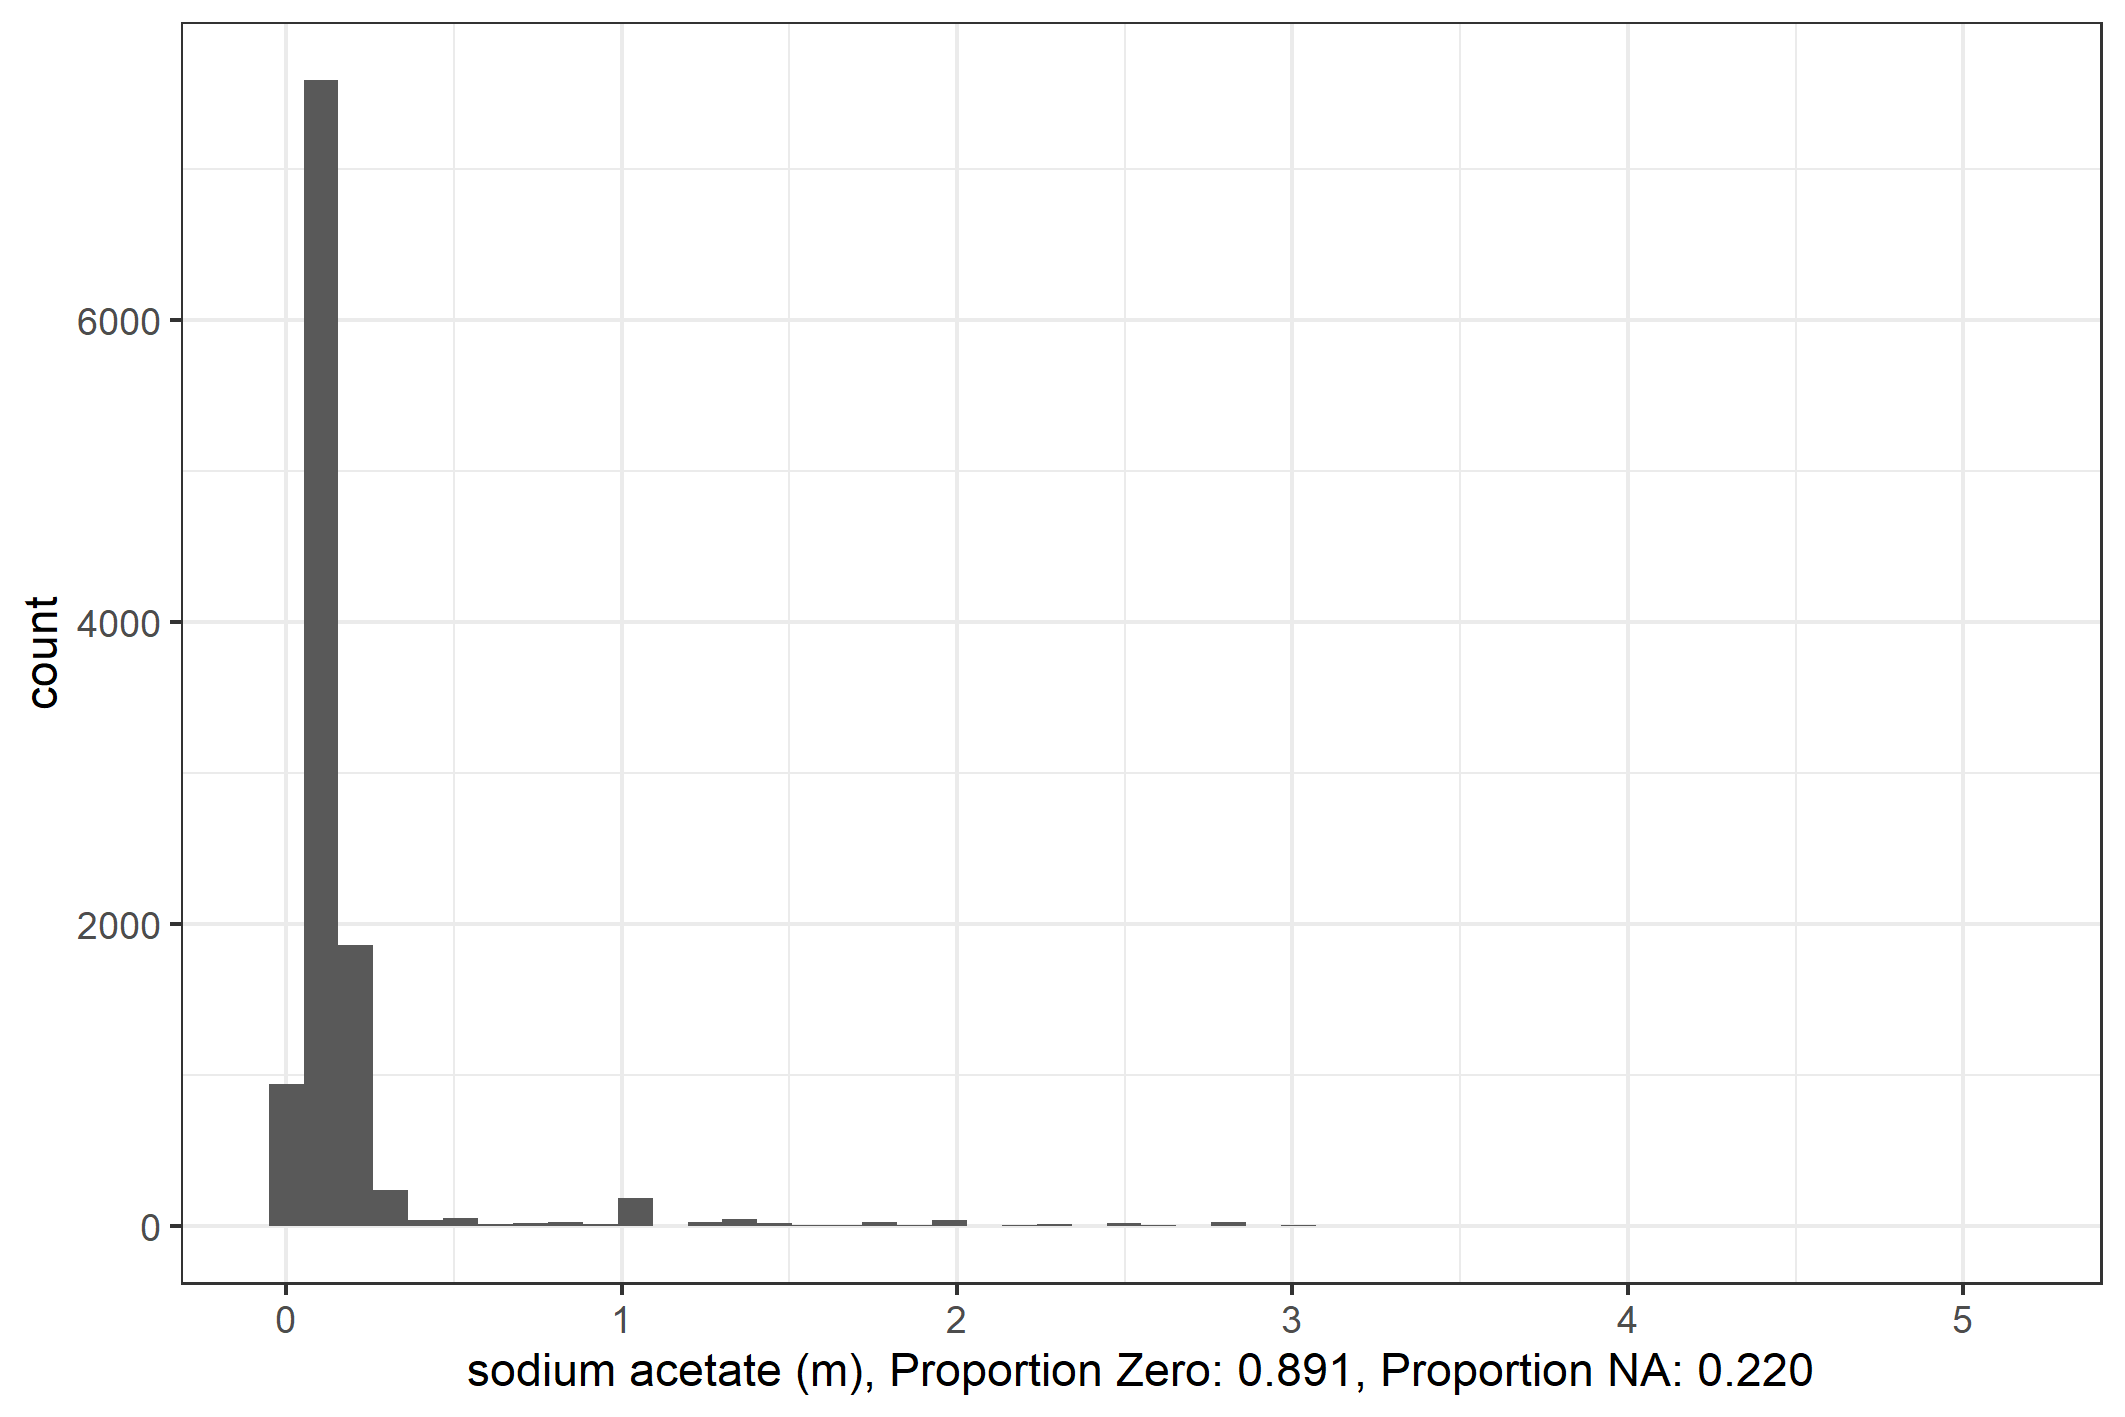 count
6000
4000
2000
0
0 1 2 3 4 5
sodium acetate (m), Proportion Zero: 0.891, Proportion NA: 0.220